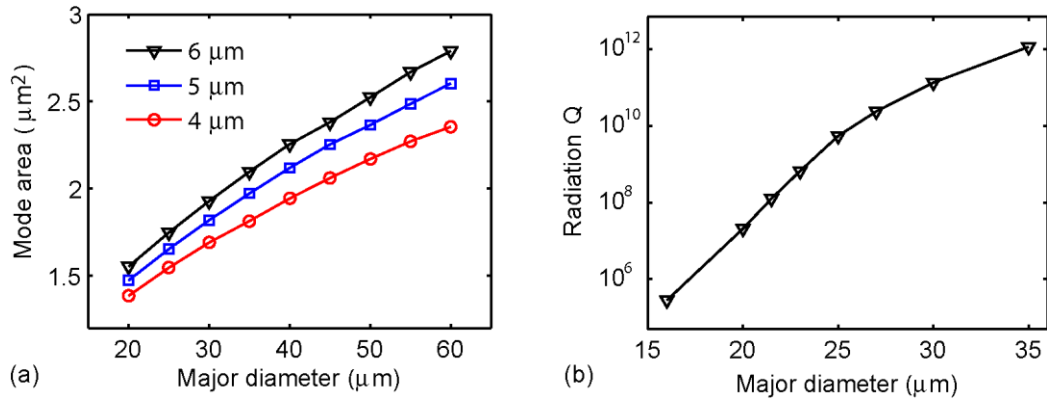 3
2.5
2
1.5
Mode area (μm²)
6 μm
5 μm
4 μm
20 30 40 50 60
Major diameter (μm)
(a)
10¹²
10¹⁰
10⁸
10⁶
Radiation Q
15 20 25 30 35
Major diameter (μm)
(b)